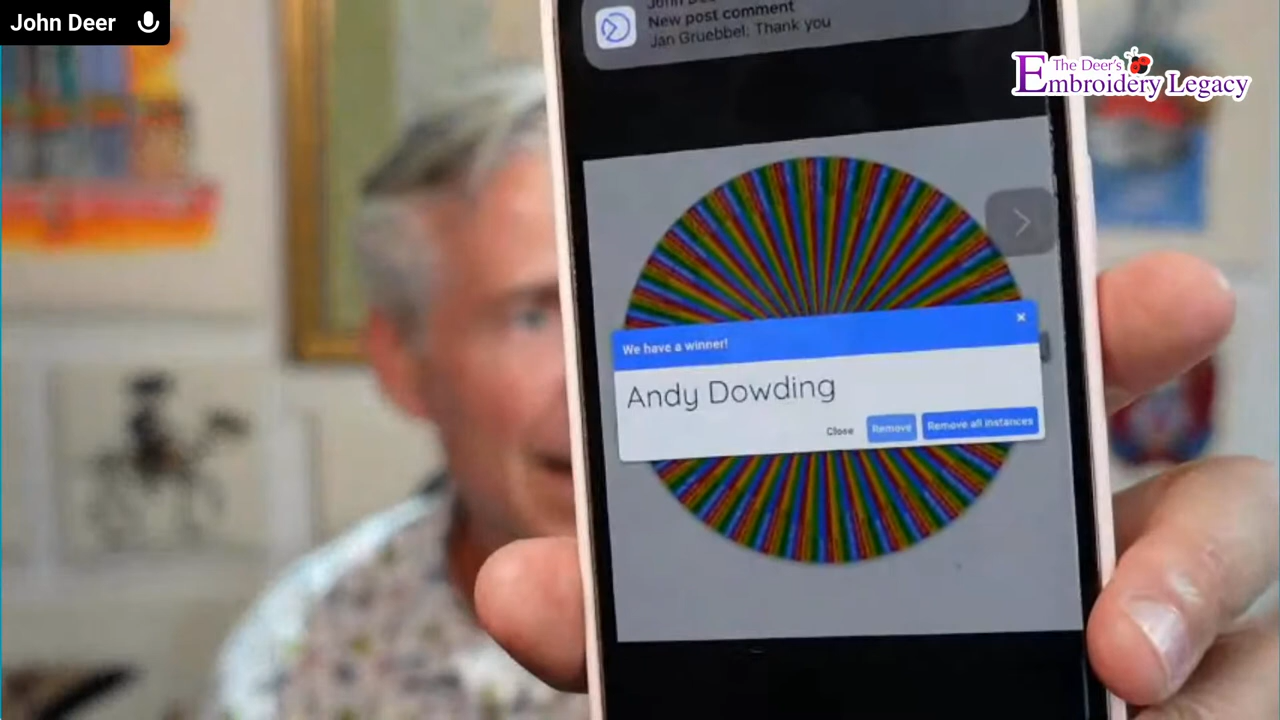 John Deer
New post comment
Jan Gruebbel: Thank you
The Deer's
Embroidery Legacy
We have a winner!
Andy Dowding
Close
Remove
Remove all instances